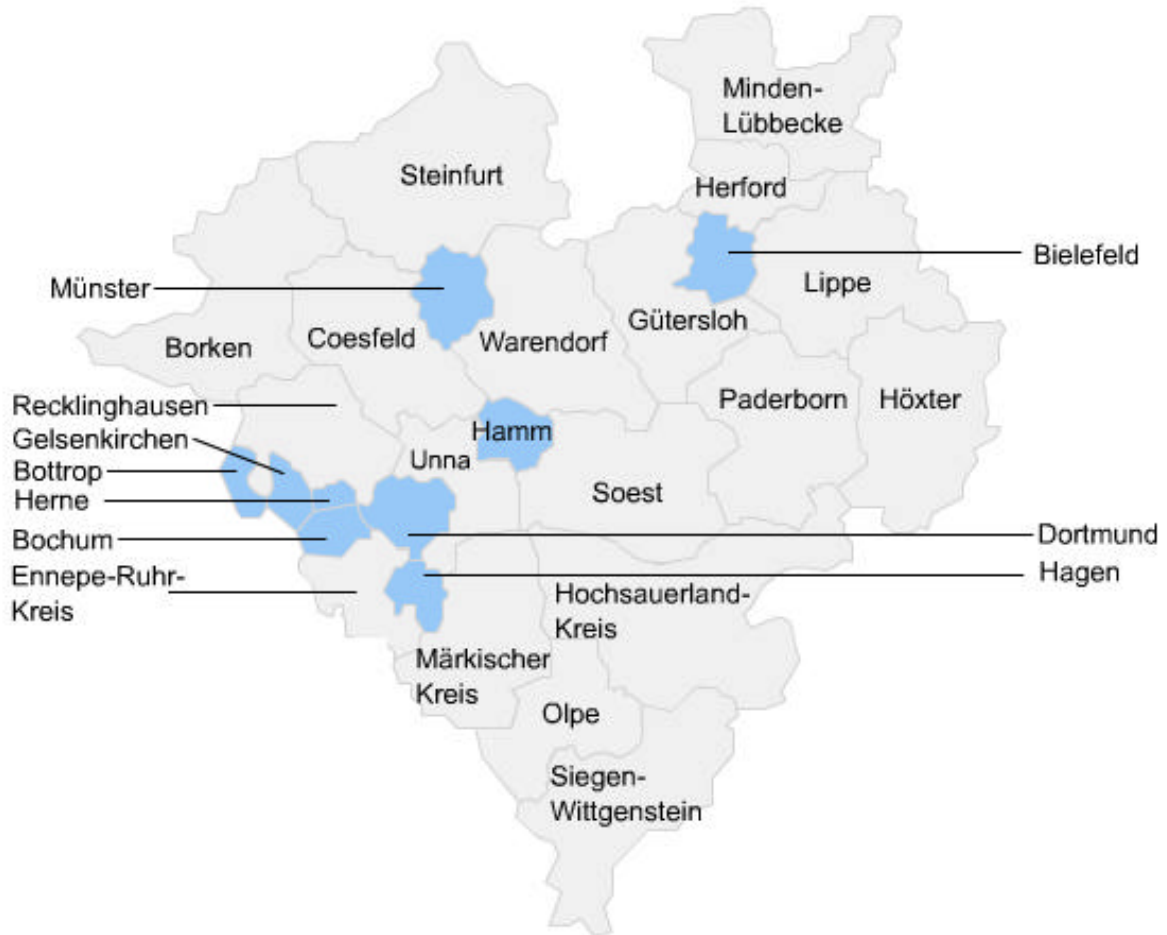 Minden-
Lübbecke
Steinfurt
Herford
Bielefeld
Münster
Lippe
Gütersloh
Coesfeld
Warendorf
Borken
Paderborn
Höxter
Recklinghausen
Gelsenkirchen
Hamm
Unna
Bottrop
Herne
Soest
Bochum
Dortmund
Ennepe-Ruhr-
Kreis
Hagen
Hochsauerland-
Kreis
Märkischer
Kreis
Olpe
Siegen-
Wittgenstein